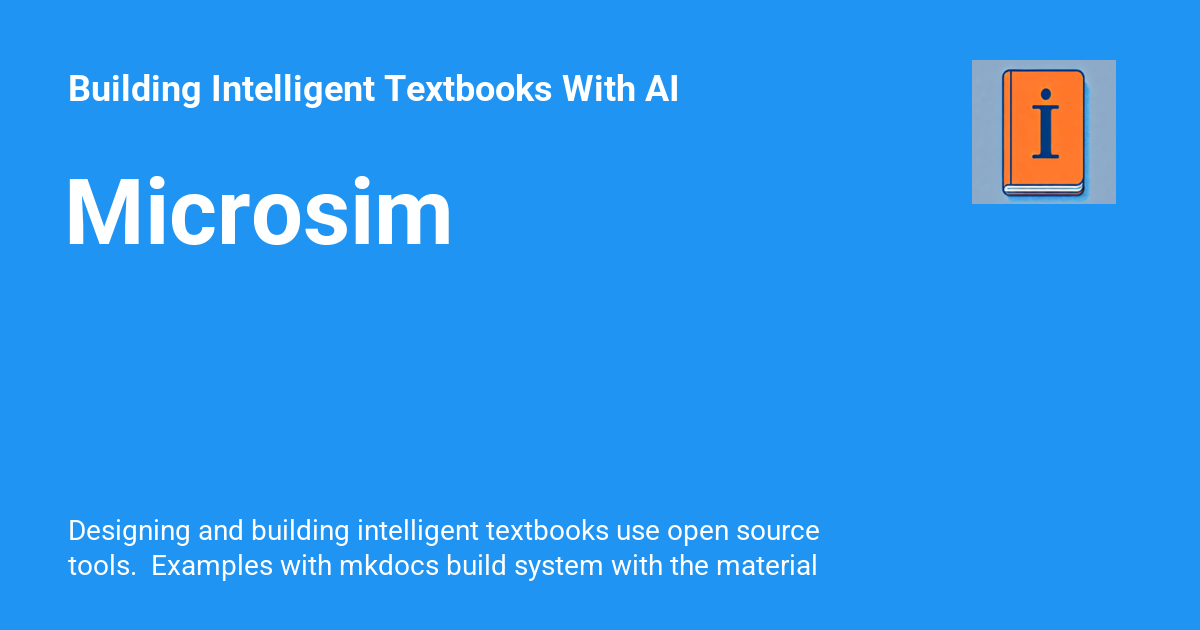 Building Intelligent Textbooks With AI
i
Microsim
Designing and building intelligent textbooks use open source
tools.  Examples with mkdocs build system with the material